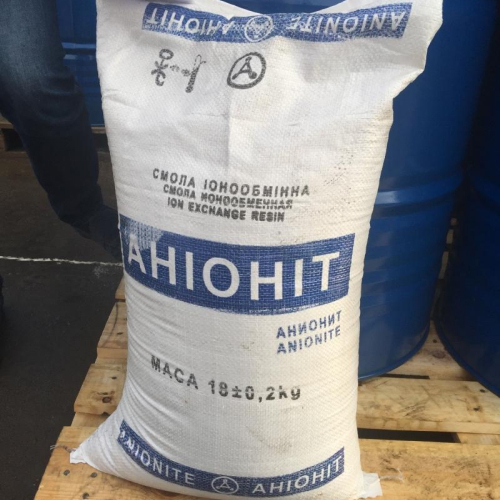 АНІОНІТ ANIONITE
СМОЛА ІОНООБМІННА
СМОЛА ИОНООБМЕННАЯ
ION EXCHANGE RESIN
АНІОНІТ
АНИОНИТ
ANIONITE
МАСА 18±0,2kg
ANIONITE АНІОНІТ